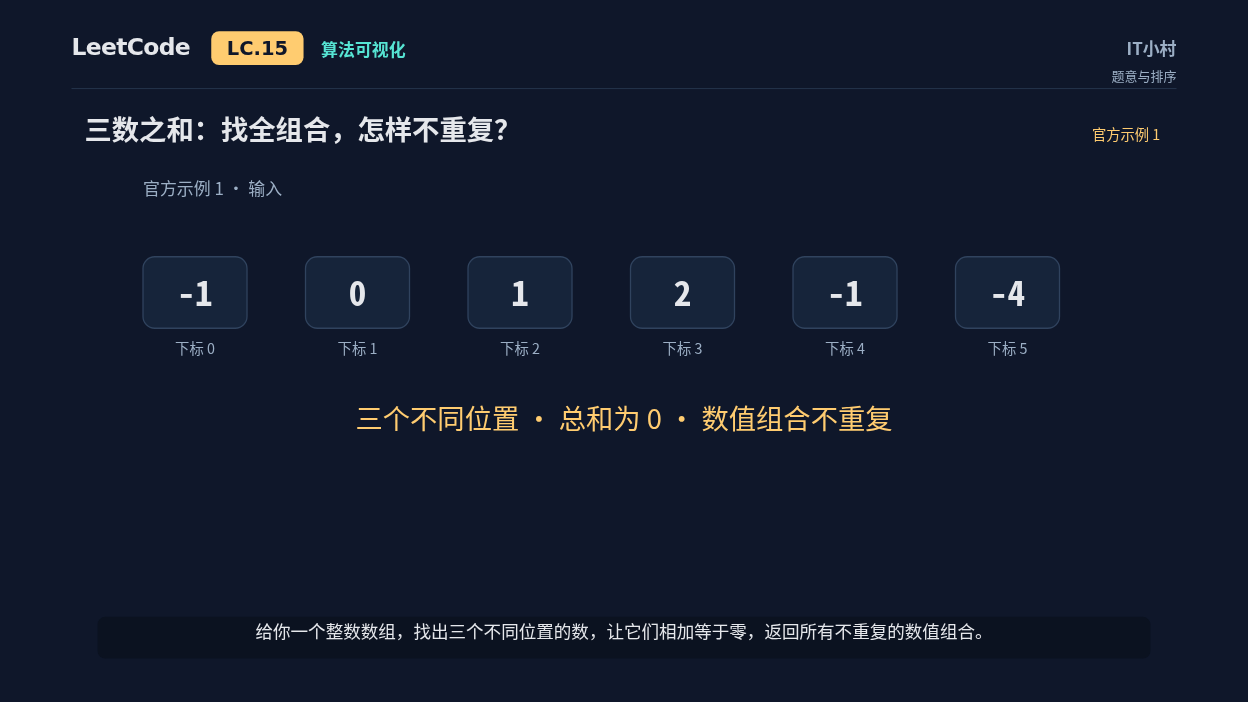 LeetCode LC.15 算法可视化
IT小村
题意与排序
三数之和：找全组合，怎样不重复？
官方示例 1
官方示例 1 · 输入
-1 0 1 2 -1 -4
下标 0 下标 1 下标 2 下标 3 下标 4 下标 5
三个不同位置 · 总和为 0 · 数值组合不重复
给你一个整数数组，找出三个不同位置的数，让它们相加等于零，返回所有不重复的数值组合。